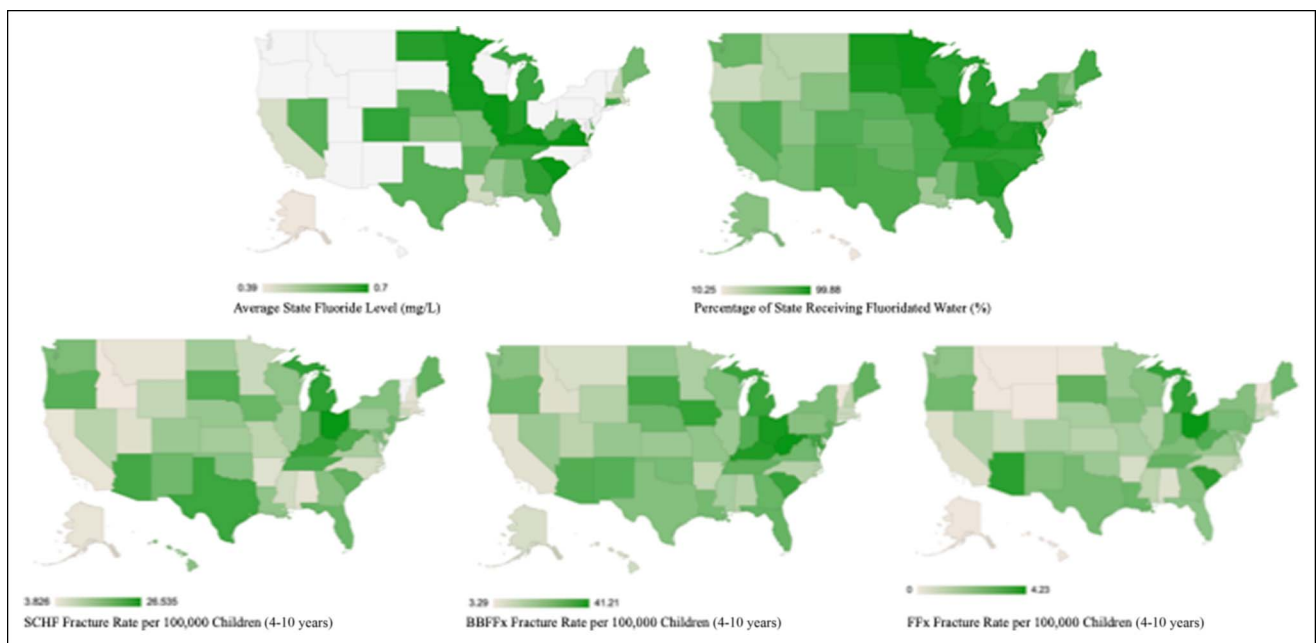 0.39 0.7
Average State Fluoride Level (mg/L)
10.25 99.88
Percentage of State Receiving Fluoridated Water (%)
3.826 26.535
SCHF Fracture Rate per 100,000 Children (4-10 years)
3.29 41.21
BBFFx Fracture Rate per 100,000 Children (4-10 years)
0 4.23
FFx Fracture Rate per 100,000 Children (4-10 years)